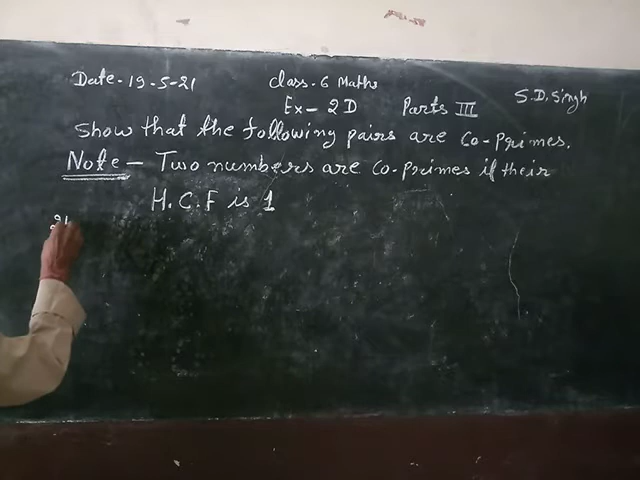 Date-19-5-21 Class-6 Maths S.D. Singh
Ex-2D Parts III
Show that the following pairs are Co-primes.
Note- Two numbers are Co-primes if their
H.C.F is 1